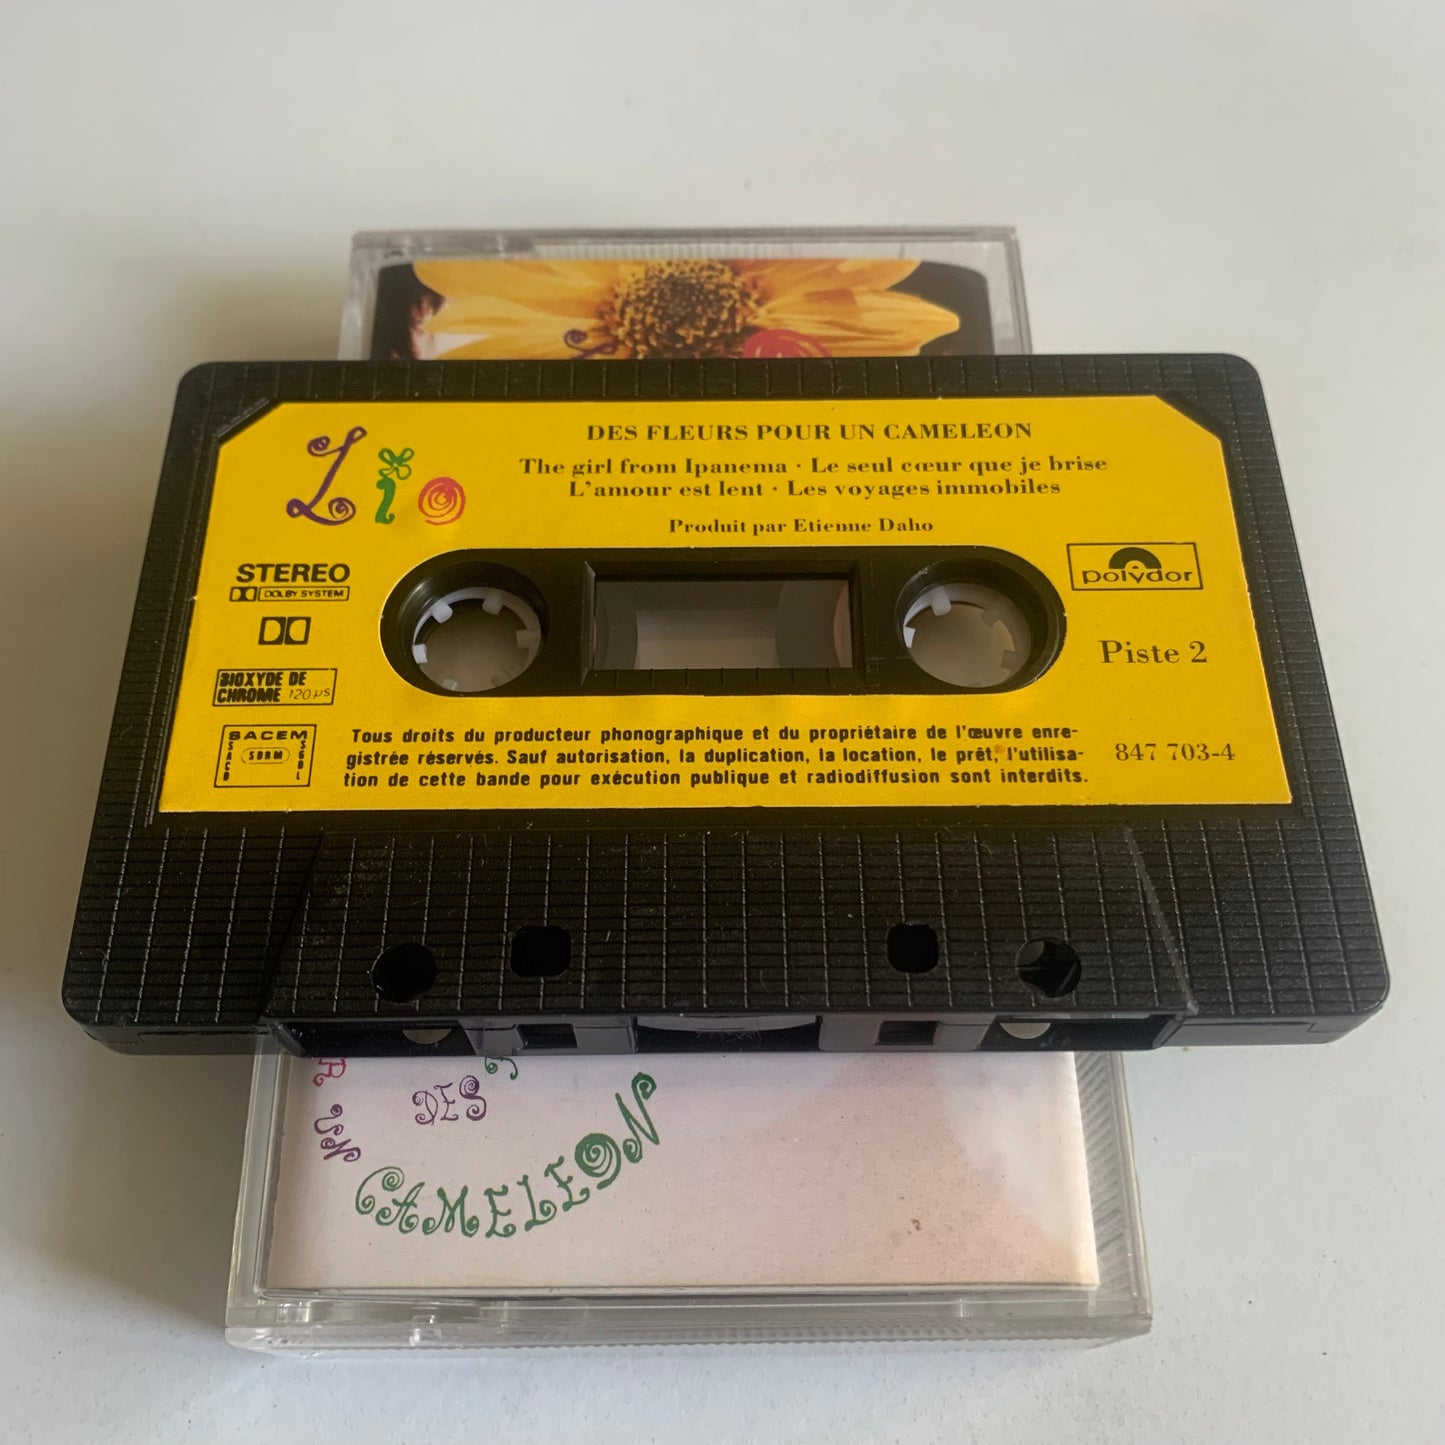 Lio
DES FLEURS POUR UN CAMELEON
The girl from Ipanema · Le seul cœur que je brise
L'amour est lent · Les voyages immobiles
Produit par Etienne Daho
STEREO
DOLBY SYSTEM
polydor
Piste 2
BIOXYDE DE
CHROME 120 µs
BACEM
SACD SDRM SGDL
Tous droits du producteur phonographique et du propriétaire de l'œuvre enre-
gistrée réservés. Sauf autorisation, la duplication, la location, le prêt, l'utilisa-
tion de cette bande pour exécution publique et radiodiffusion sont interdits.
847 703-4
DES
UN
CAMELEON